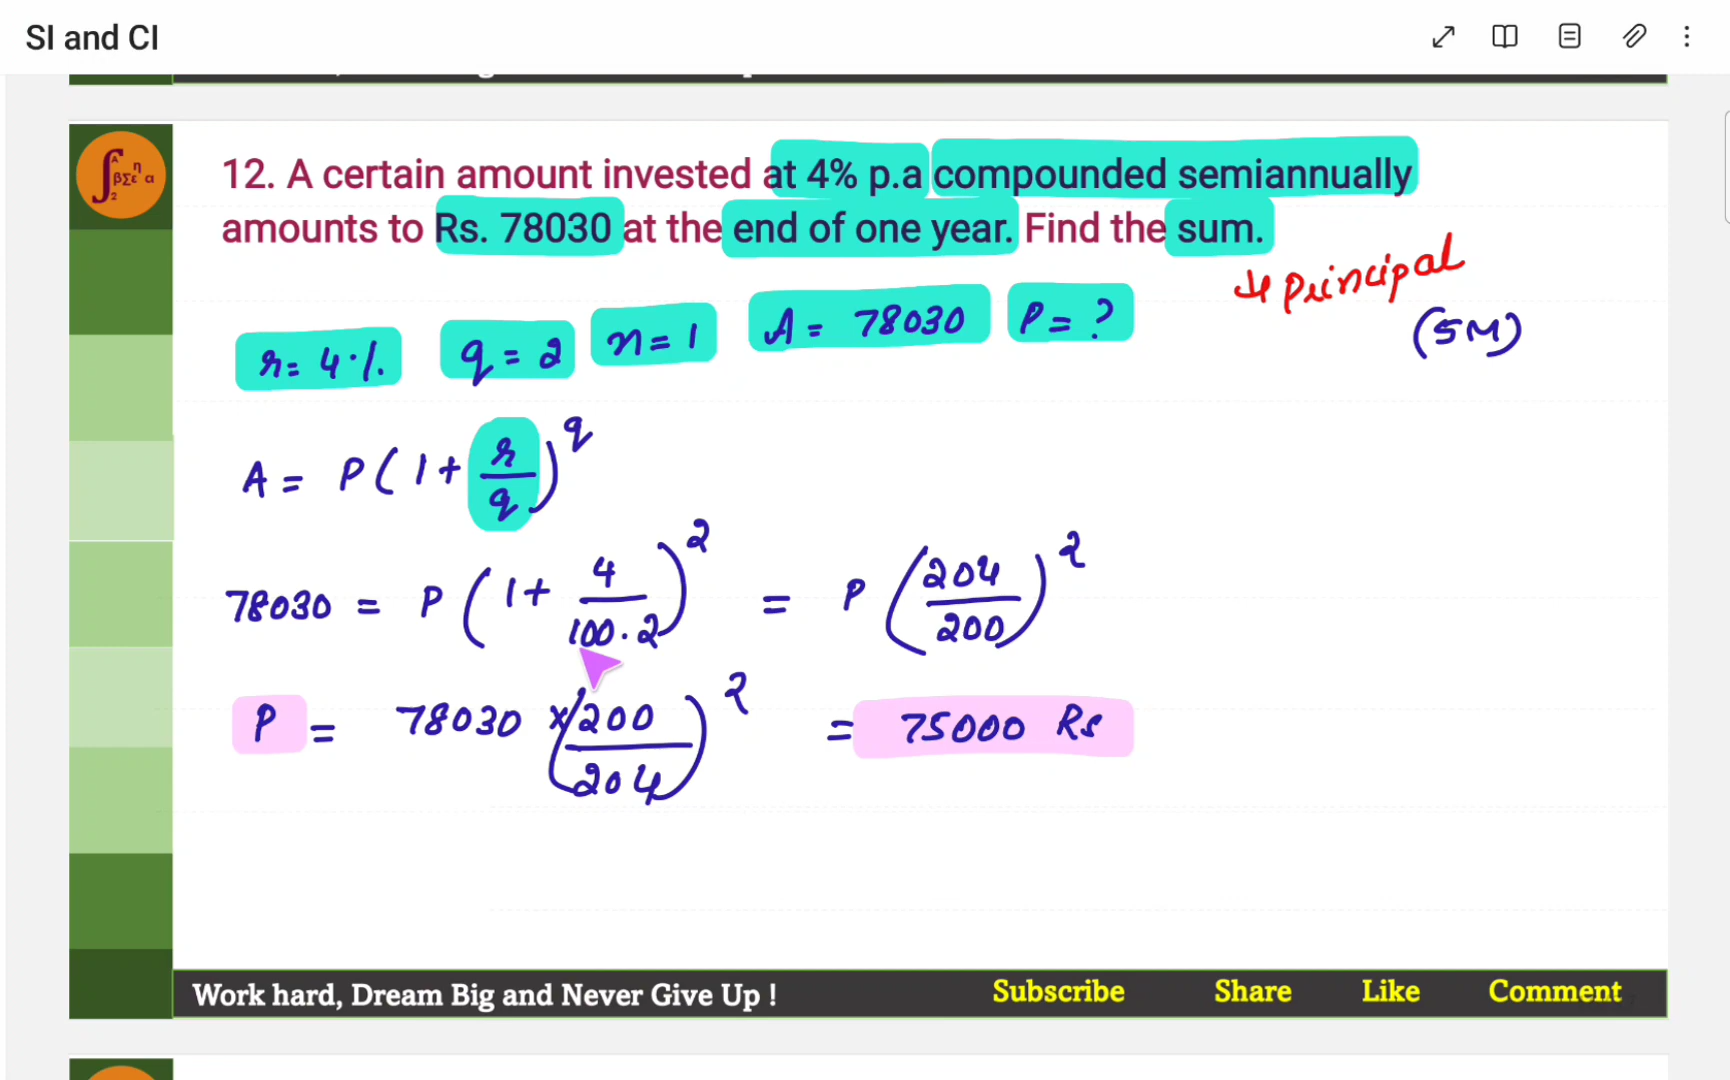 SI and CI
12. A certain amount invested at 4% p.a compounded semiannually
amounts to Rs. 78030 at the end of one year. Find the sum.
principal
(5M)
r = 4 % q = 2 n = 1 A = 78030 P = ?
A = P(1+ r/q)^q
78030 = P(1+ 4/100.2)^2 = P(204/200)^2
P = 78030 × (200/204)^2 = 75000 Rs
Work hard, Dream Big and Never Give Up ! Subscribe Share Like Comment